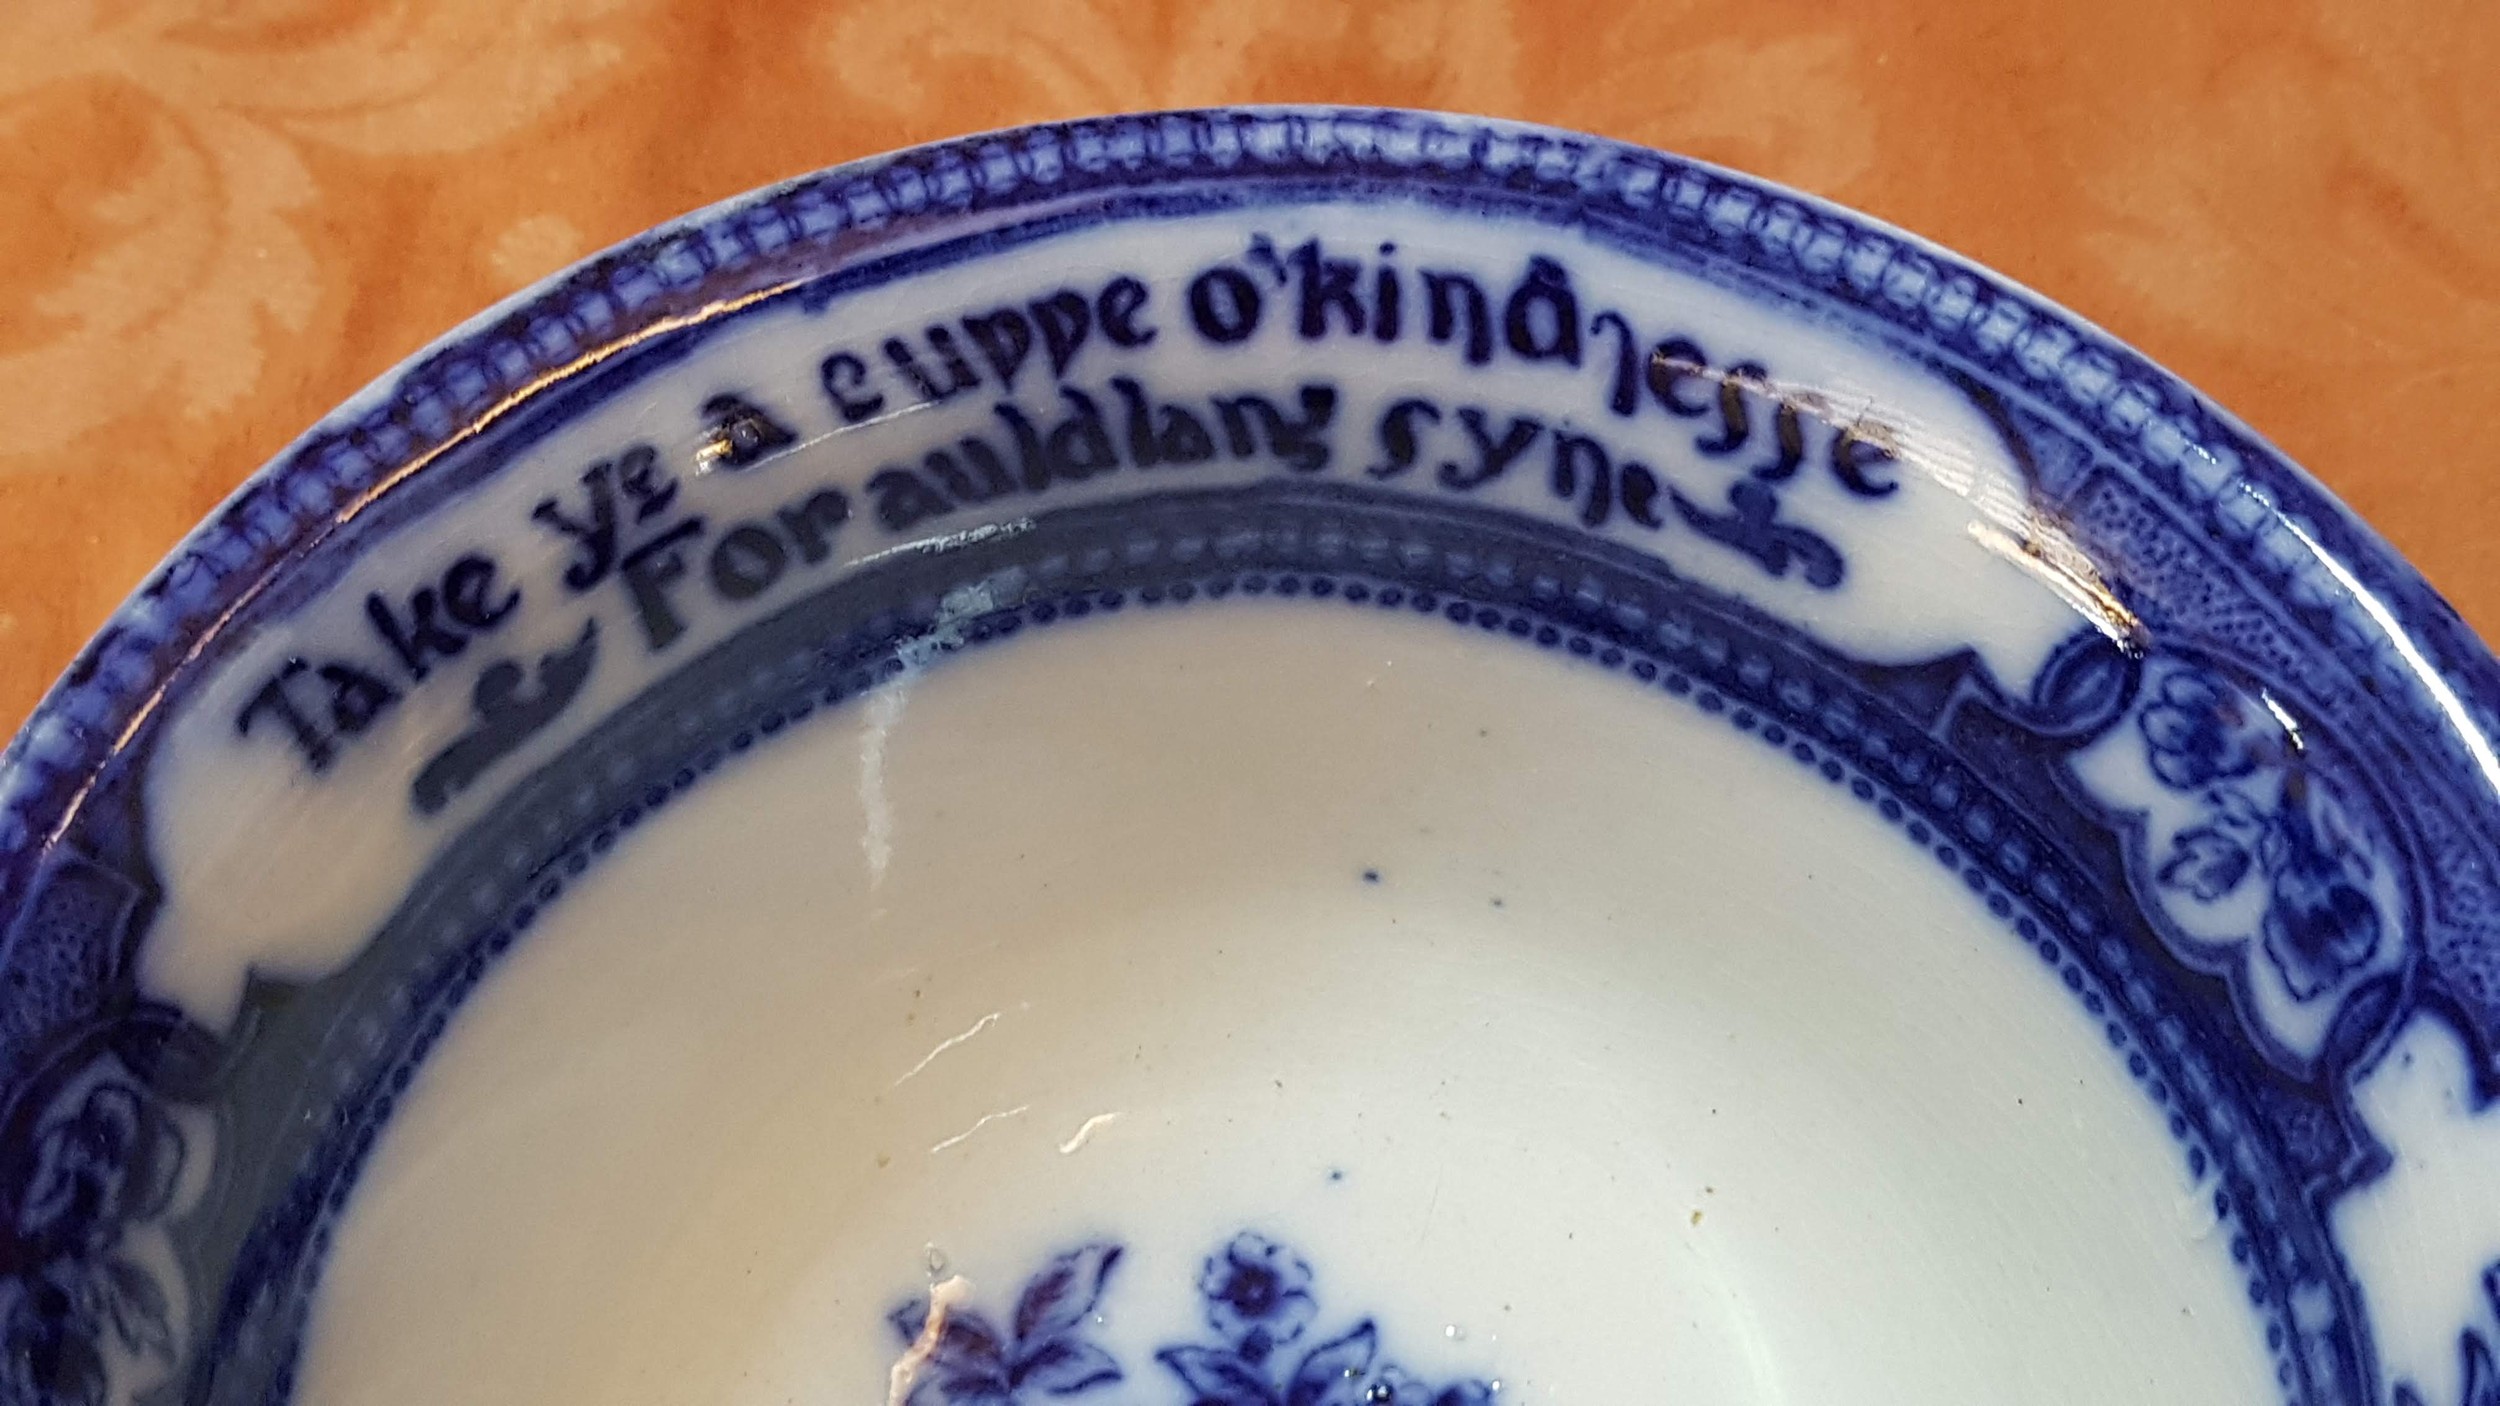 Take ye a cuppe o'kindnesse
For auld lang syne